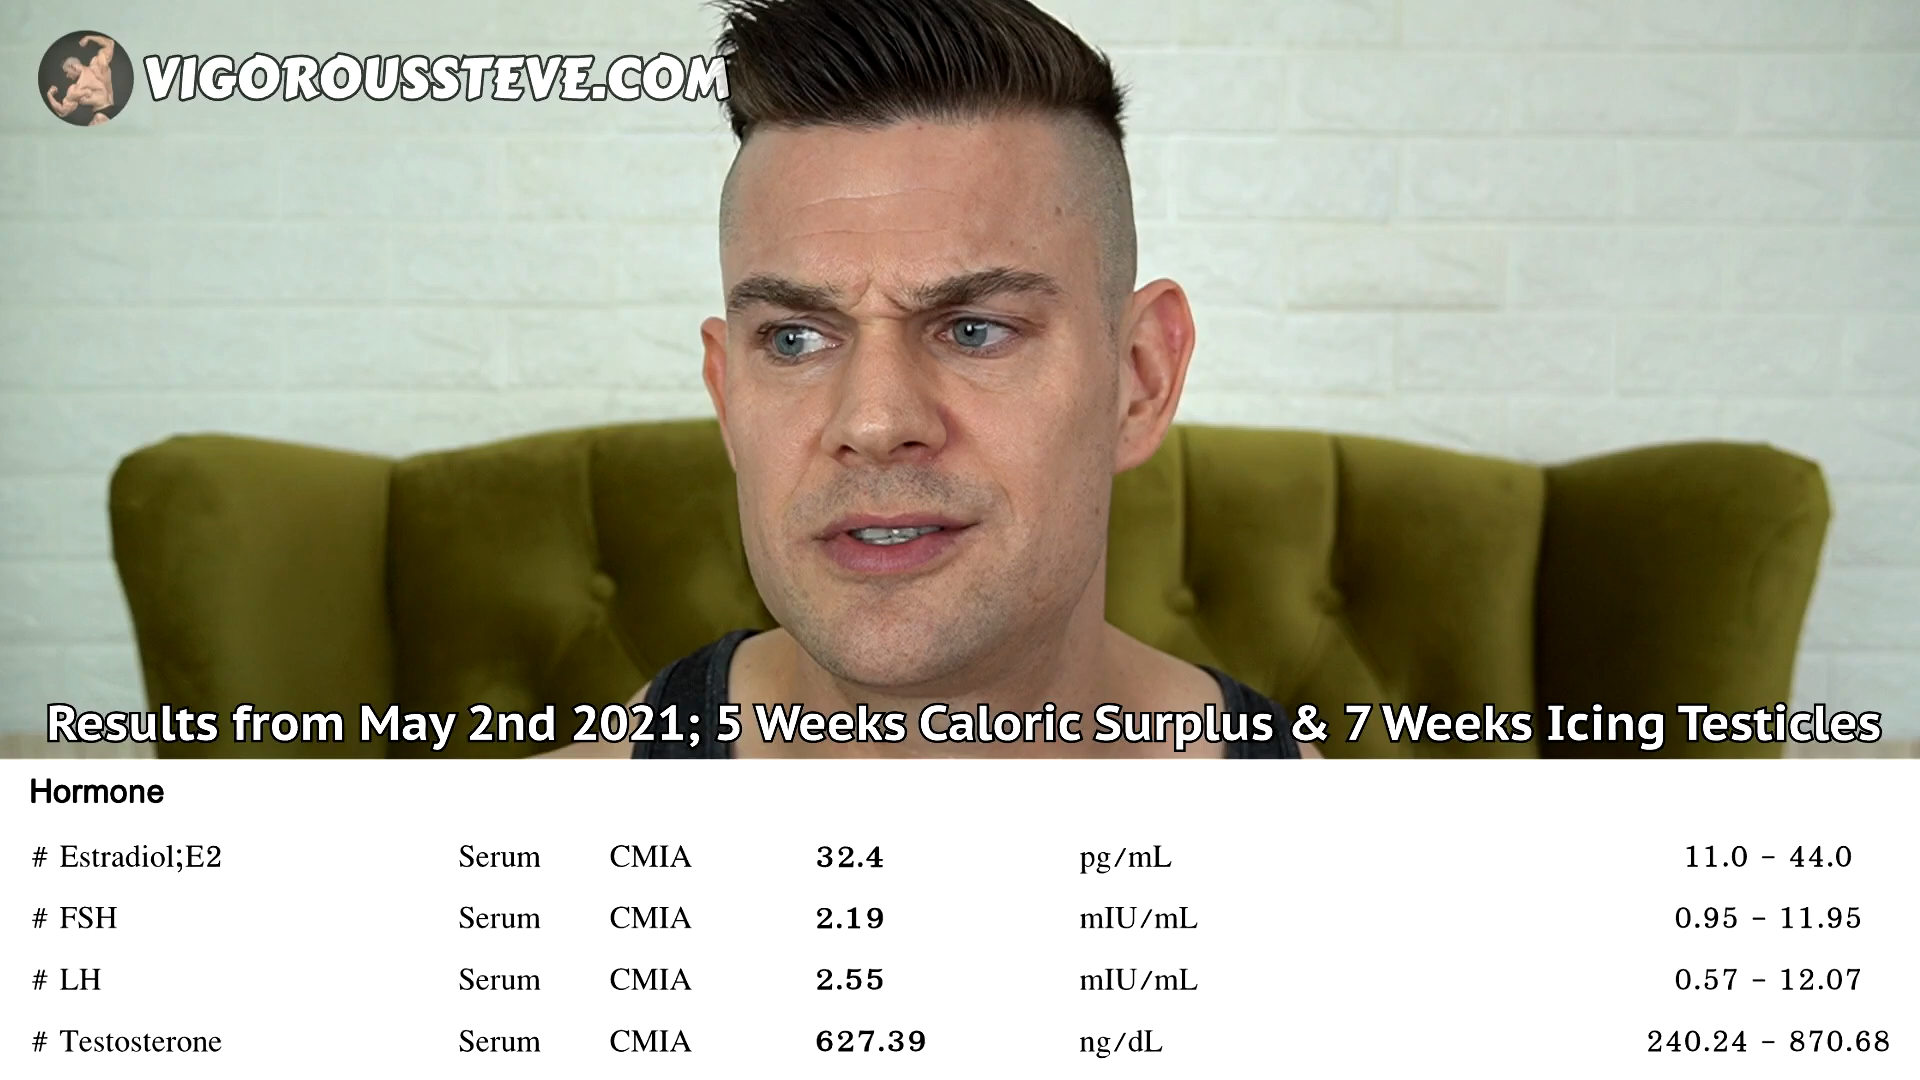 VIGOROUSSTEVE.COM
Results from May 2nd 2021; 5 Weeks Caloric Surplus & 7 Weeks Icing Testicles
Hormone
# Estradiol;E2 Serum CMIA 32.4 pg/mL 11.0 - 44.0
# FSH Serum CMIA 2.19 mIU/mL 0.95 - 11.95
# LH Serum CMIA 2.55 mIU/mL 0.57 - 12.07
# Testosterone Serum CMIA 627.39 ng/dL 240.24 - 870.68